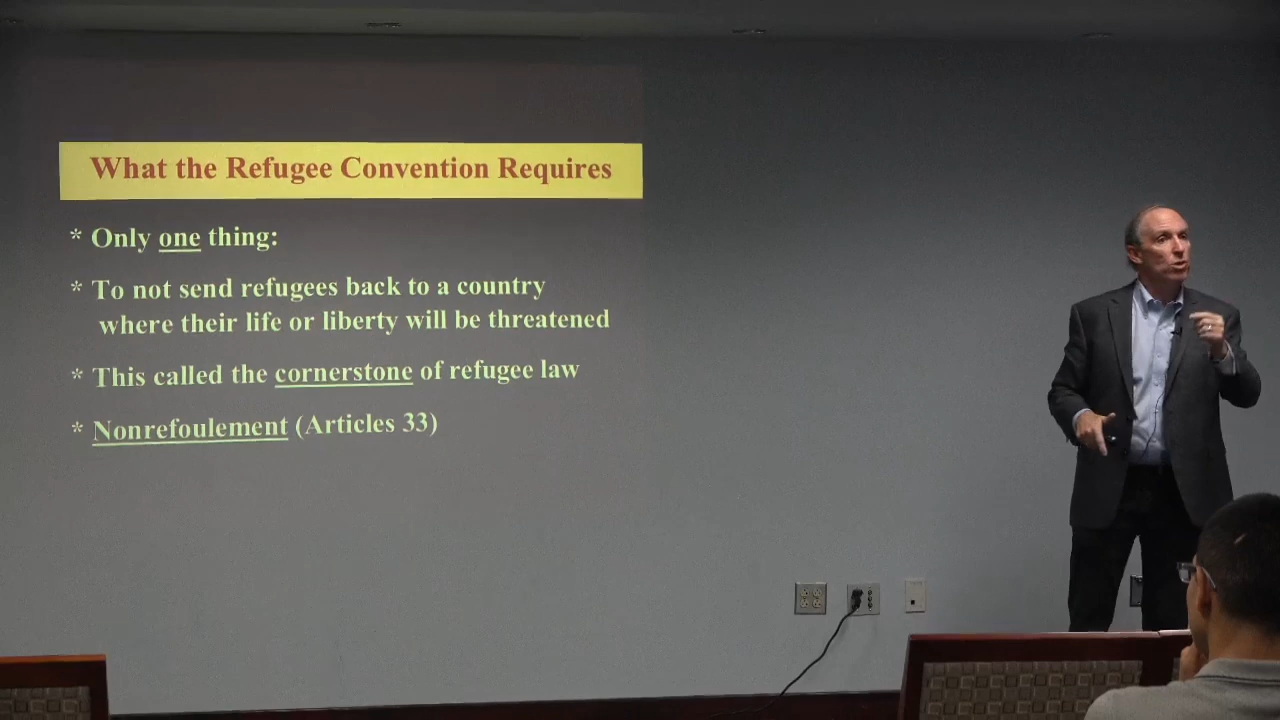 What the Refugee Convention Requires
* Only one thing:
* To not send refugees back to a country
where their life or liberty will be threatened
* This called the cornerstone of refugee law
* Nonrefoulement (Articles 33)